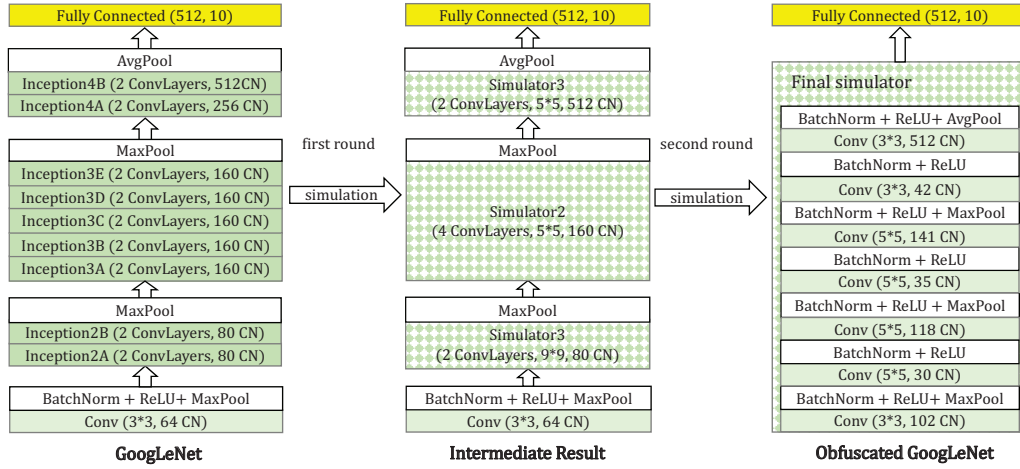 Fully Connected (512, 10)
AvgPool
Inception4B (2 ConvLayers, 512CN)
Inception4A (2 ConvLayers, 256 CN)
MaxPool
Inception3E (2 ConvLayers, 160 CN)
Inception3D (2 ConvLayers, 160 CN)
Inception3C (2 ConvLayers, 160 CN)
Inception3B (2 ConvLayers, 160 CN)
Inception3A (2 ConvLayers, 160 CN)
MaxPool
Inception2B (2 ConvLayers, 80 CN)
Inception2A (2 ConvLayers, 80 CN)
BatchNorm + ReLU+ MaxPool
Conv (3*3, 64 CN)
GoogLeNet
first round
simulation
Fully Connected (512, 10)
AvgPool
Simulator3
(2 ConvLayers, 5*5, 512 CN)
MaxPool
Simulator2
(4 ConvLayers, 5*5, 160 CN)
MaxPool
Simulator3
(2 ConvLayers, 9*9, 80 CN)
BatchNorm + ReLU+ MaxPool
Conv (3*3, 64 CN)
Intermediate Result
second round
simulation
Fully Connected (512, 10)
Final simulator
BatchNorm + ReLU+ AvgPool
Conv (3*3, 512 CN)
BatchNorm + ReLU
Conv (3*3, 42 CN)
BatchNorm + ReLU + MaxPool
Conv (5*5, 141 CN)
BatchNorm + ReLU
Conv (5*5, 35 CN)
BatchNorm + ReLU + MaxPool
Conv (5*5, 118 CN)
BatchNorm + ReLU
Conv (5*5, 30 CN)
BatchNorm + ReLU+ MaxPool
Conv (3*3, 102 CN)
Obfuscated GoogLeNet